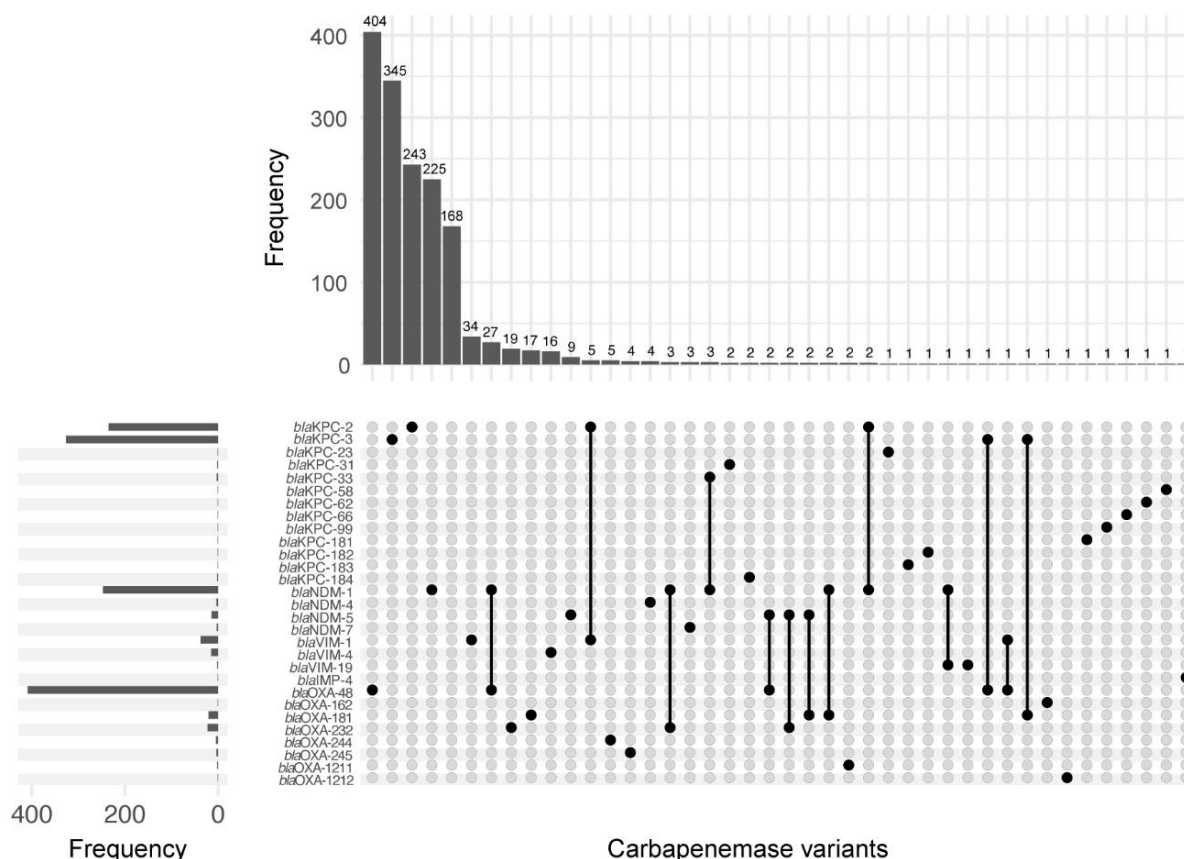 404
400
345
300
243
225
200
168
100
34 27 19 17 16 9 5 5 4 4 3 3 3 2 2 2 2 2 2 2 2 1 1 1 1 1 1 1 1 1 1 1 1 1 1 1
0
Frequency
blaKPC-2
blaKPC-3
blaKPC-23
blaKPC-31
blaKPC-33
blaKPC-58
blaKPC-62
blaKPC-66
blaKPC-99
blaKPC-181
blaKPC-182
blaKPC-183
blaKPC-184
blaNDM-1
blaNDM-4
blaNDM-5
blaNDM-7
blaVIM-1
blaVIM-4
blaVIM-19
blaIMP-4
blaOXA-48
blaOXA-162
blaOXA-181
blaOXA-232
blaOXA-244
blaOXA-245
blaOXA-1211
blaOXA-1212
400 200 0
Frequency
Carbapenemase variants